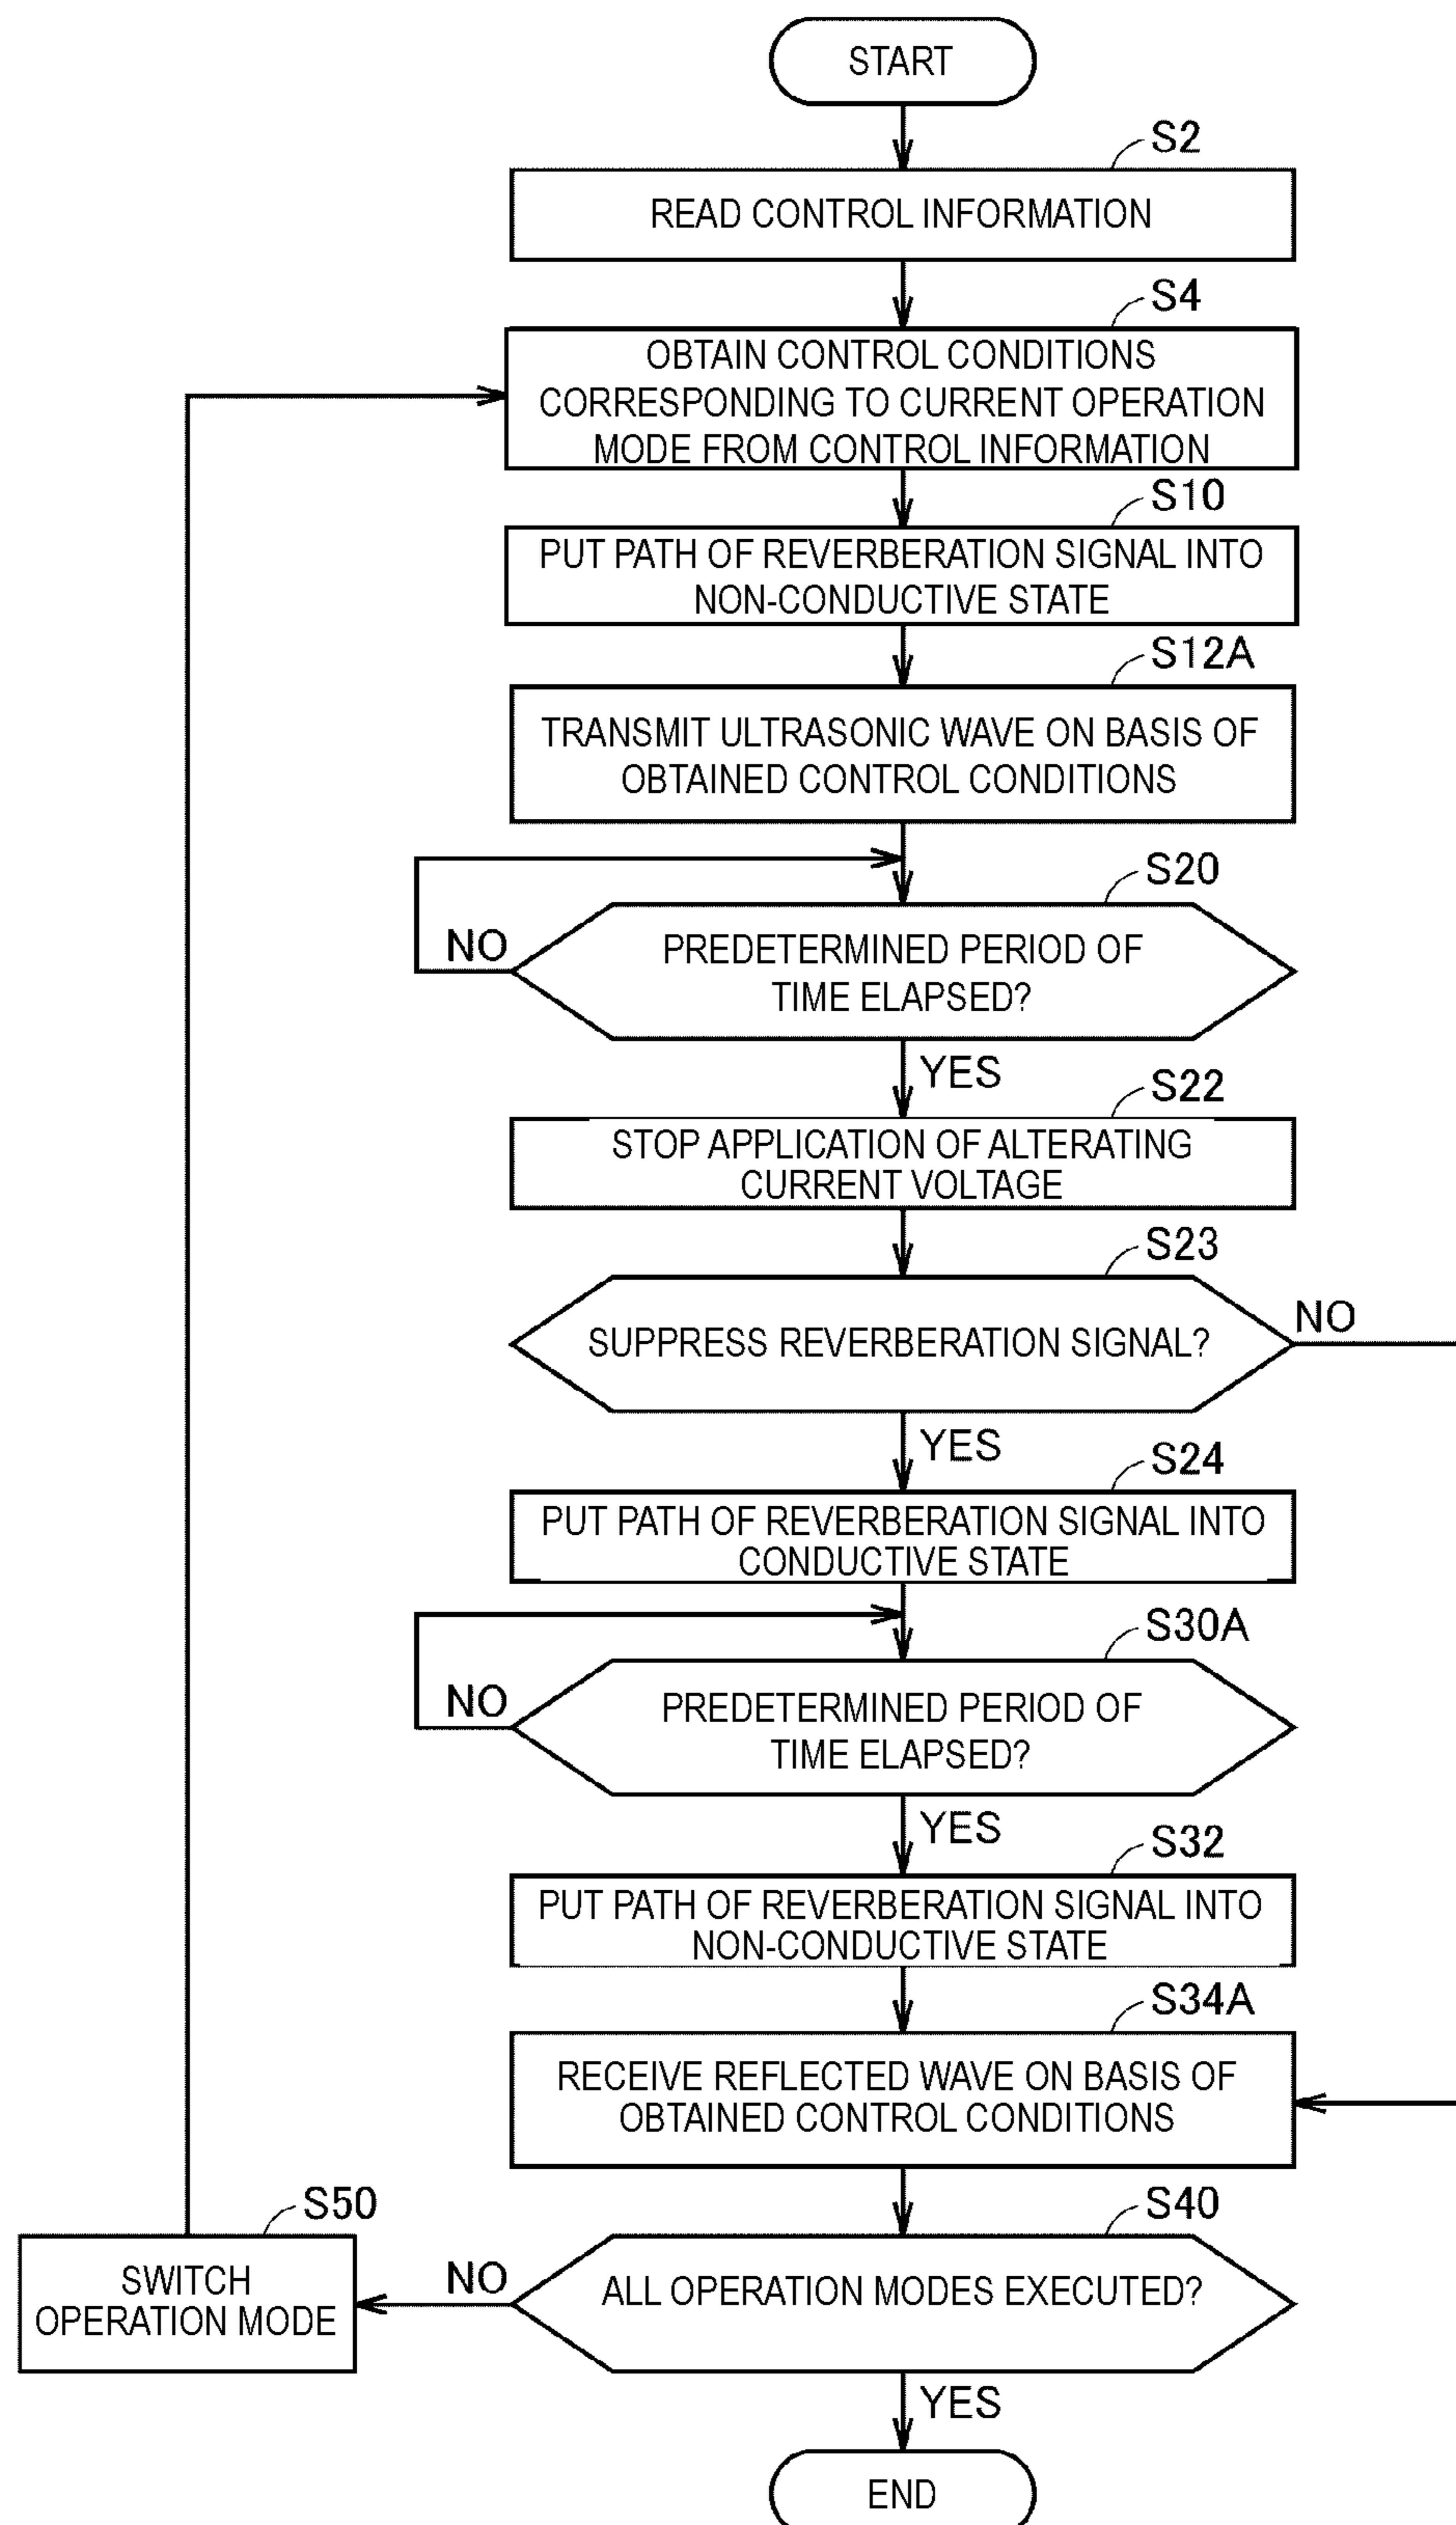 START
S2
READ CONTROL INFORMATION
S4
OBTAIN CONTROL CONDITIONS
CORRESPONDING TO CURRENT OPERATION
MODE FROM CONTROL INFORMATION
S10
PUT PATH OF REVERBERATION SIGNAL INTO
NON-CONDUCTIVE STATE
S12A
TRANSMIT ULTRASONIC WAVE ON BASIS OF
OBTAINED CONTROL CONDITIONS
S20
NO
PREDETERMINED PERIOD OF
TIME ELAPSED?
YES
S22
STOP APPLICATION OF ALTERATING
CURRENT VOLTAGE
S23
SUPPRESS REVERBERATION SIGNAL?
NO
YES
S24
PUT PATH OF REVERBERATION SIGNAL INTO
CONDUCTIVE STATE
S30A
NO
PREDETERMINED PERIOD OF
TIME ELAPSED?
YES
S32
PUT PATH OF REVERBERATION SIGNAL INTO
NON-CONDUCTIVE STATE
S34A
RECEIVE REFLECTED WAVE ON BASIS OF
OBTAINED CONTROL CONDITIONS
S40
ALL OPERATION MODES EXECUTED?
NO
S50
SWITCH
OPERATION MODE
YES
END